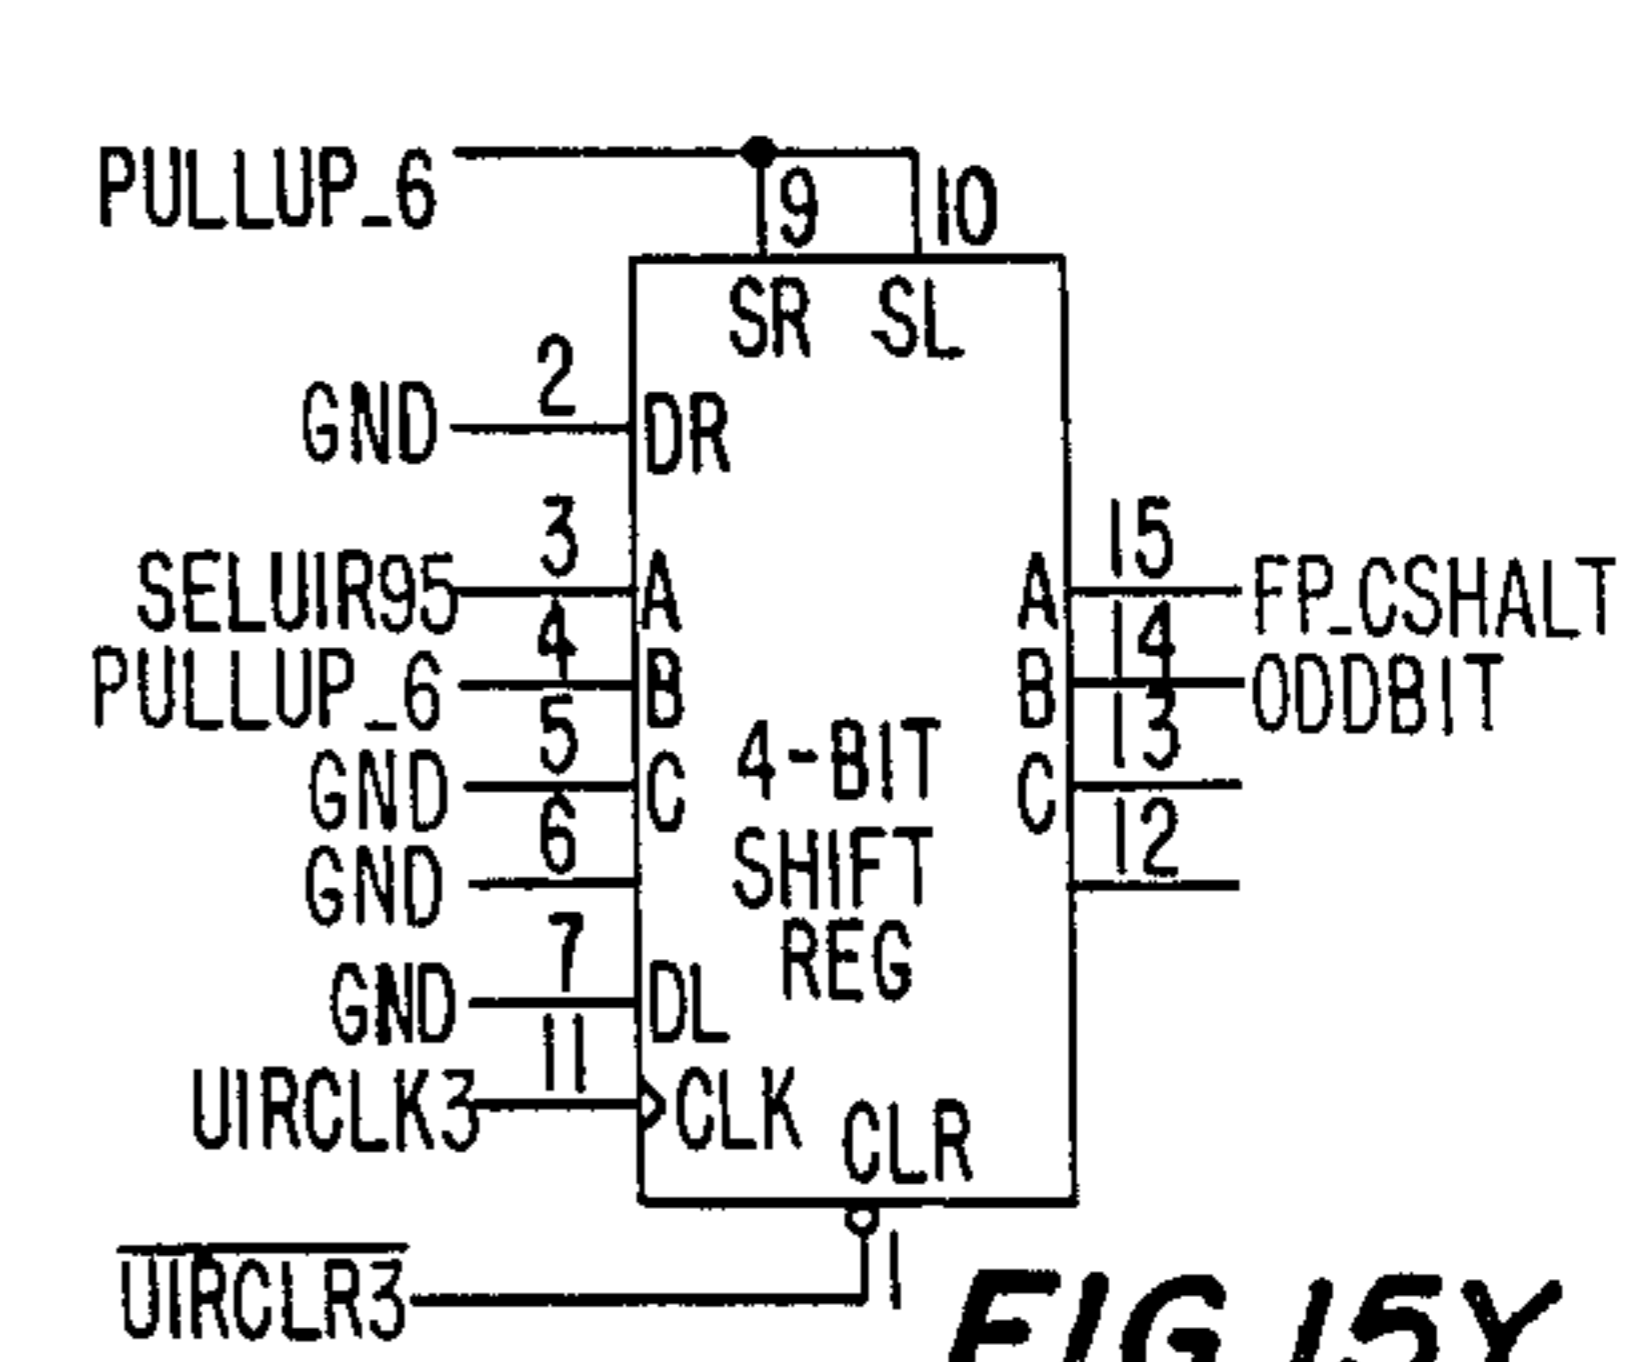 PULLUP_6
9 10
SR SL
2
GND DR
3 15
SELUIR95 A A FP_CSHALT
4 14
PULLUP_6 B B ODDBIT
5 13
GND C C
4-BIT
6 12
GND SHIFT
7 REG
GND DL
11
UIRCLK3 CLK
CLR
UIRCLR3 1
FIG.15Y